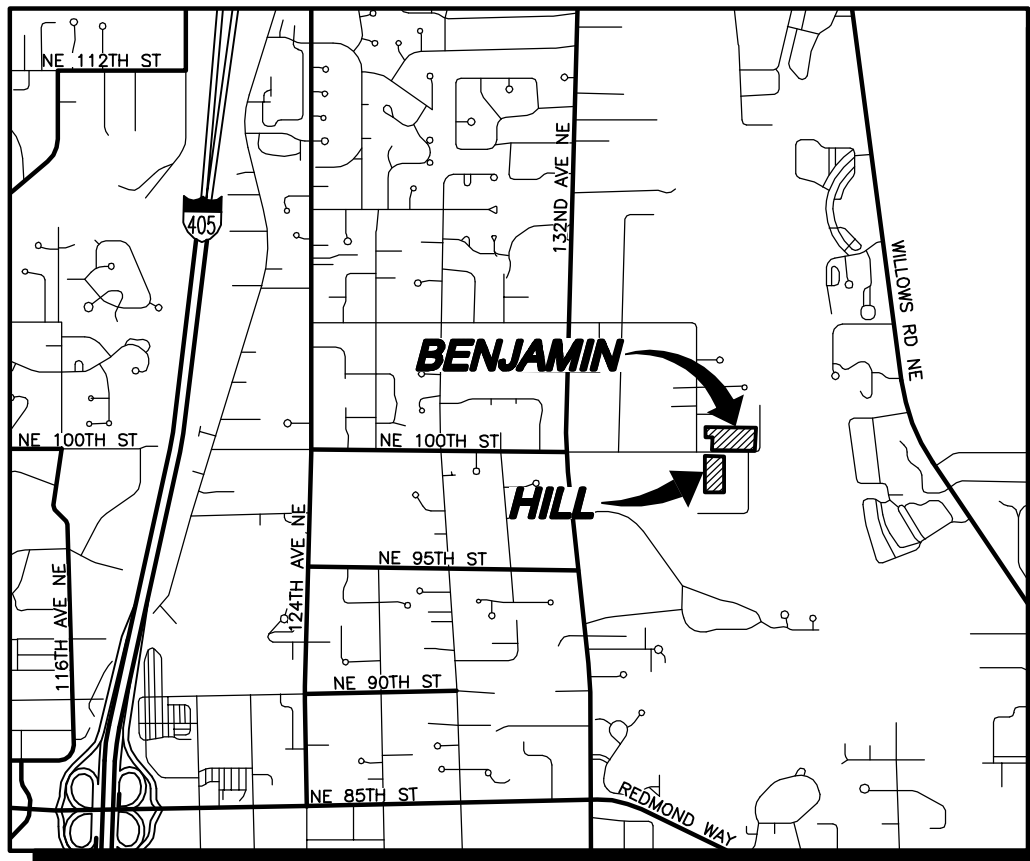 NE 112TH ST
405
132ND AVE NE
WILLOWS RD NE
BENJAMIN
NE 100TH ST
NE 100TH ST
HILL
124TH AVE NE
NE 95TH ST
116TH AVE NE
NE 90TH ST
NE 85TH ST
REDMOND WAY